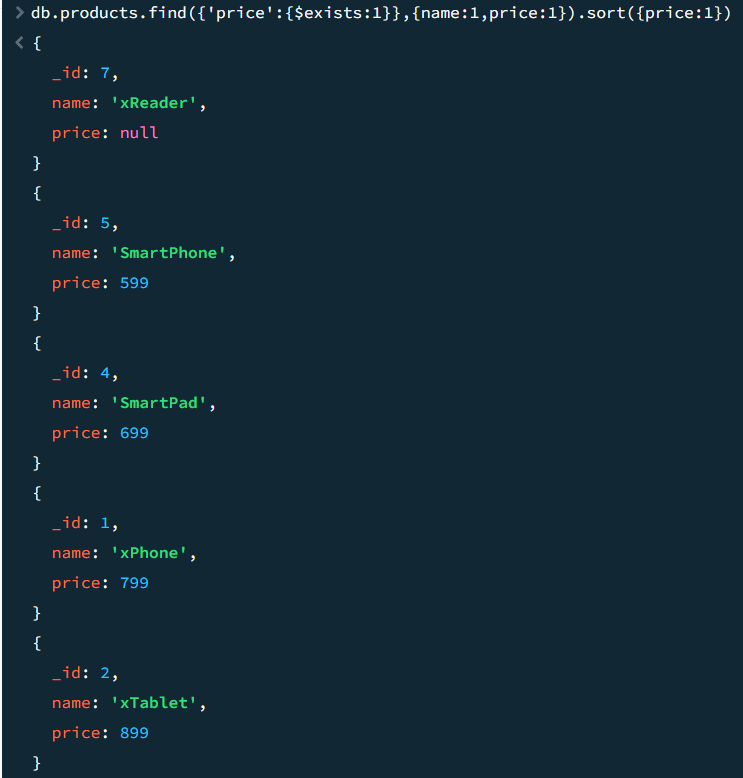 > db.products.find({'price':{$exists:1}},{name:1,price:1}).sort({price:1})
< {
_id: 7,
name: 'xReader',
price: null
}
{
_id: 5,
name: 'SmartPhone',
price: 599
}
{
_id: 4,
name: 'SmartPad',
price: 699
}
{
_id: 1,
name: 'xPhone',
price: 799
}
{
_id: 2,
name: 'xTablet',
price: 899
}